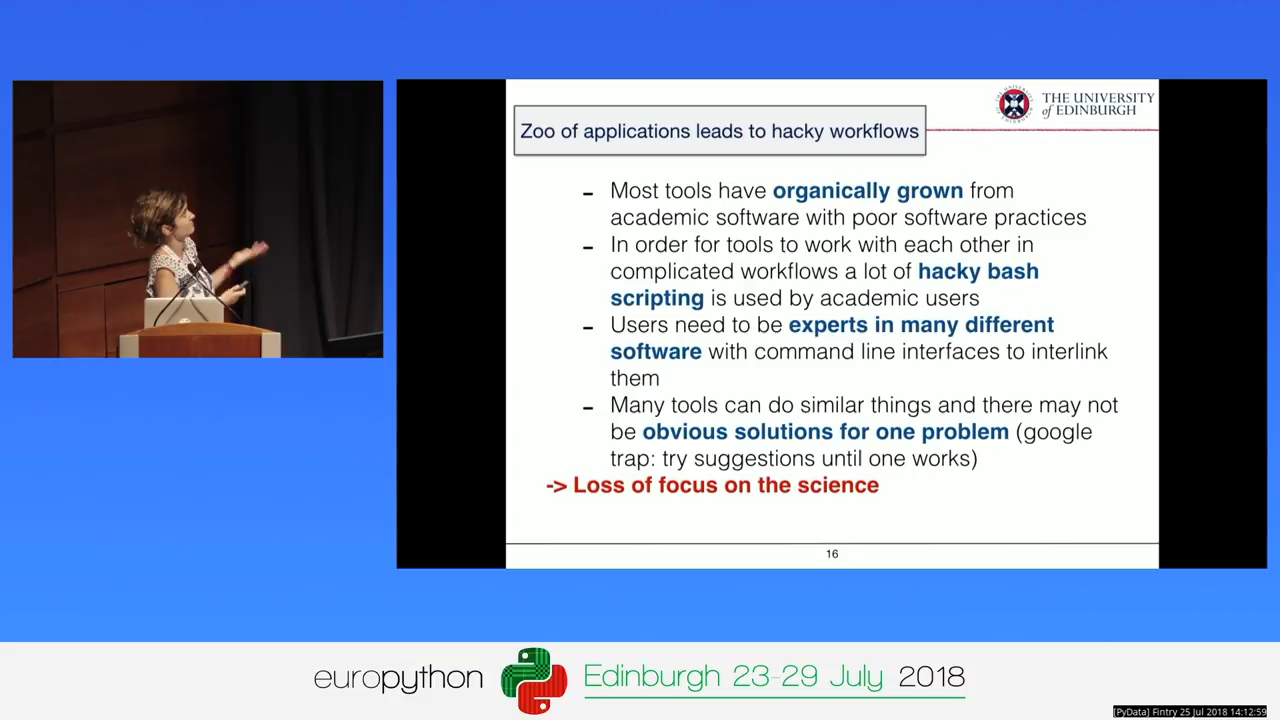 THE UNIVERSITY
of EDINBURGH
Zoo of applications leads to hacky workflows
- Most tools have organically grown from
academic software with poor software practices
- In order for tools to work with each other in
complicated workflows a lot of hacky bash
scripting is used by academic users
- Users need to be experts in many different
software with command line interfaces to interlink
them
- Many tools can do similar things and there may not
be obvious solutions for one problem (google
trap: try suggestions until one works)
-> Loss of focus on the science
16
europython Edinburgh 23-29 July 2018
[PyData] Fintry 25 Jul 2018 14:12:59